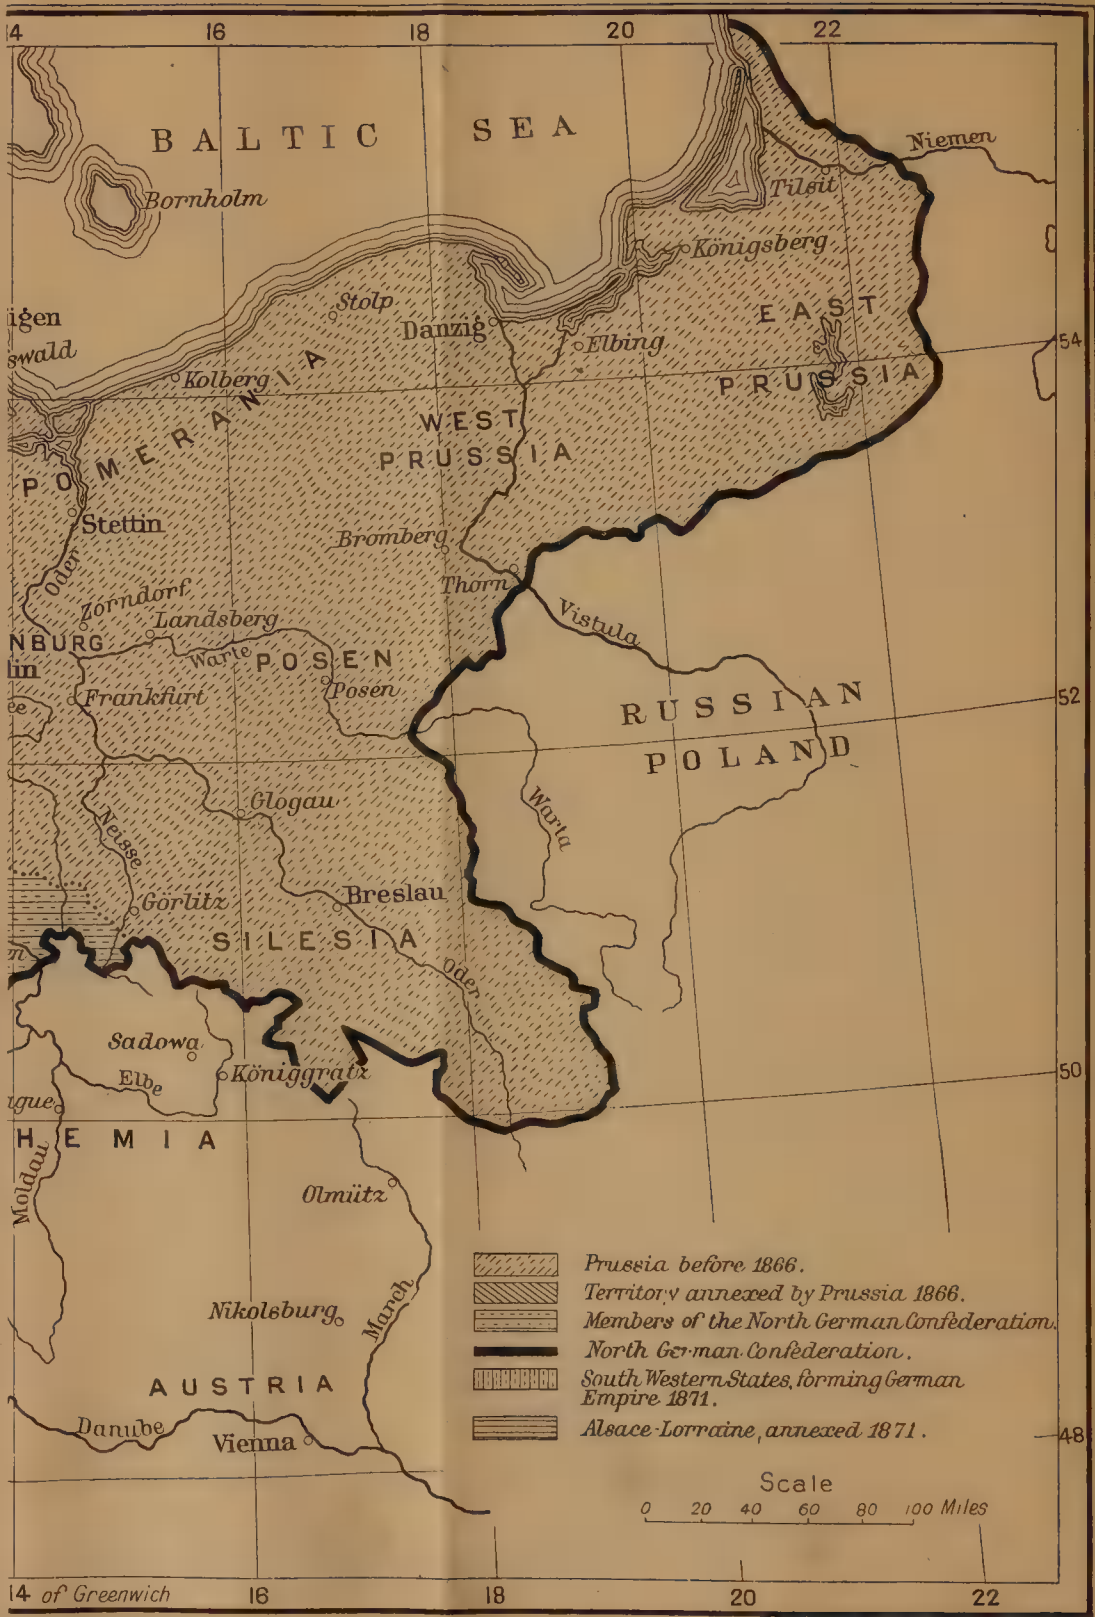 14 16 18 20 22
BALTIC SEA
Niemen
Bornholm
Tilsit
Königsberg
Stolp
EAST
igen
Danzig
swald
Elbing
54
Kolberg
PRUSSIA
POMERANIA
WEST
PRUSSIA
Stettin
Bromberg
Oder
Thorn
Zorndorf
Landsberg
Vistula
NBURG
Warte
POSEN
lin
Frankfurt
Posen
ee
52
RUSSIAN
POLAND
Glogau
Warta
Neisse
Görlitz
Breslau
SILESIA
n
Oder
Sadowa
Elbe
Königgrätz
50
ague
HEMIA
Moldau
Olmütz
Prussia before 1866.
Territory annexed by Prussia 1866.
Nikolsburg
March
Members of the North German Confederation.
North German Confederation.
South Western States, forming German
Empire 1871.
AUSTRIA
Danube
Vienna
Alsace-Lorraine, annexed 1871.
48
Scale
0 20 40 60 80 100 Miles
14 of Greenwich 16 18 20 22